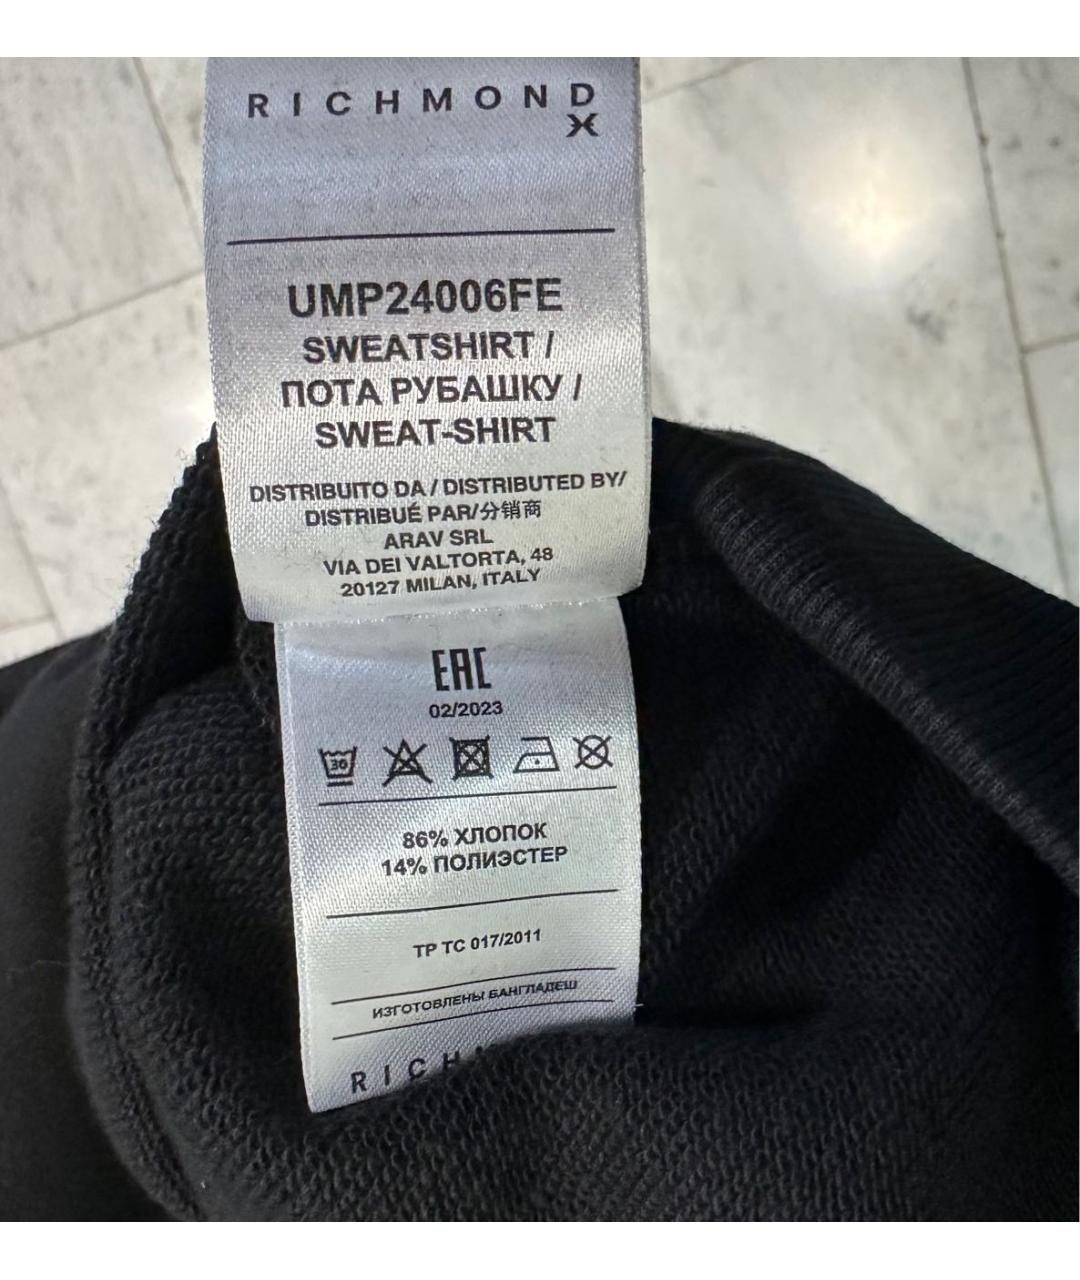 RICHMOND
X
UMP24006FE
SWEATSHIRT /
ПОТА РУБАШКУ /
SWEAT-SHIRT
DISTRIBUITO DA / DISTRIBUTED BY/
DISTRIBUÉ PAR/分销商
ARAV SRL
VIA DEI VALTORTA, 48
20127 MILAN, ITALY
EAC
02/2023
30
86% ХЛОПОК
14% ПОЛИЭСТЕР
ТР ТС 017/2011
ИЗГОТОВЛЕНЫ БАНГЛАДЕШ
RICH